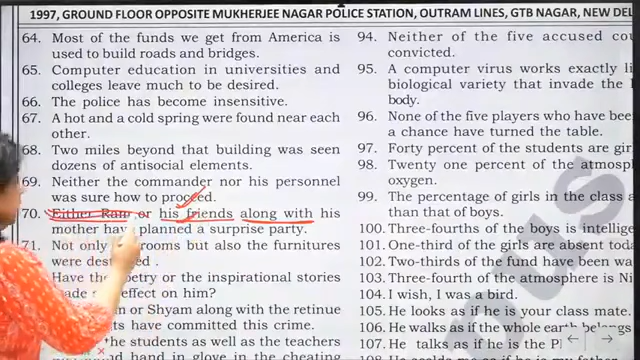 1997, GROUND FLOOR OPPOSITE MUKHERJEE NAGAR POLICE STATION, OUTRAM LINES, GTB NAGAR, NEW DEL
64. Most of the funds we get from America is
used to build roads and bridges.
65. Computer education in universities and
colleges leave much to be desired.
66. The police has become insensitive.
67. A hot and a cold spring were found near each
other.
68. Two miles beyond that building was seen
dozens of antisocial elements.
69. Neither the commander nor his personnel
was sure how to proceed.
70. Either Ram or his friends along with his
mother have planned a surprise party.
71. Not only rooms but also the furnitures
were
Have the or the inspirational stories
effect on him?
or Shyam along with the retinue
have committed this crime.
the students as well as the teachers
hand in glove in the cheating
94. Neither of the five accused
convicted.
95. A computer virus works exactly
biological variety that invade the
body.
96. None of the five players who have
a chance have turned the table.
97. Forty percent of the students are
98. Twenty one percent of the
oxygen.
99. The percentage of girls in the class
than that of boys.
100. Three-fourths of the boys is
101. One-third of the girls are absent
102. Two-thirds of the fund have been
103. Three-fourth of the atmosphere is
104. I wish, I was a bird.
105. He looks as if he is your class mate.
106. He walks as if the whole earth belongs
107. He talks as if he is the
108. He scolds me as if he is my father